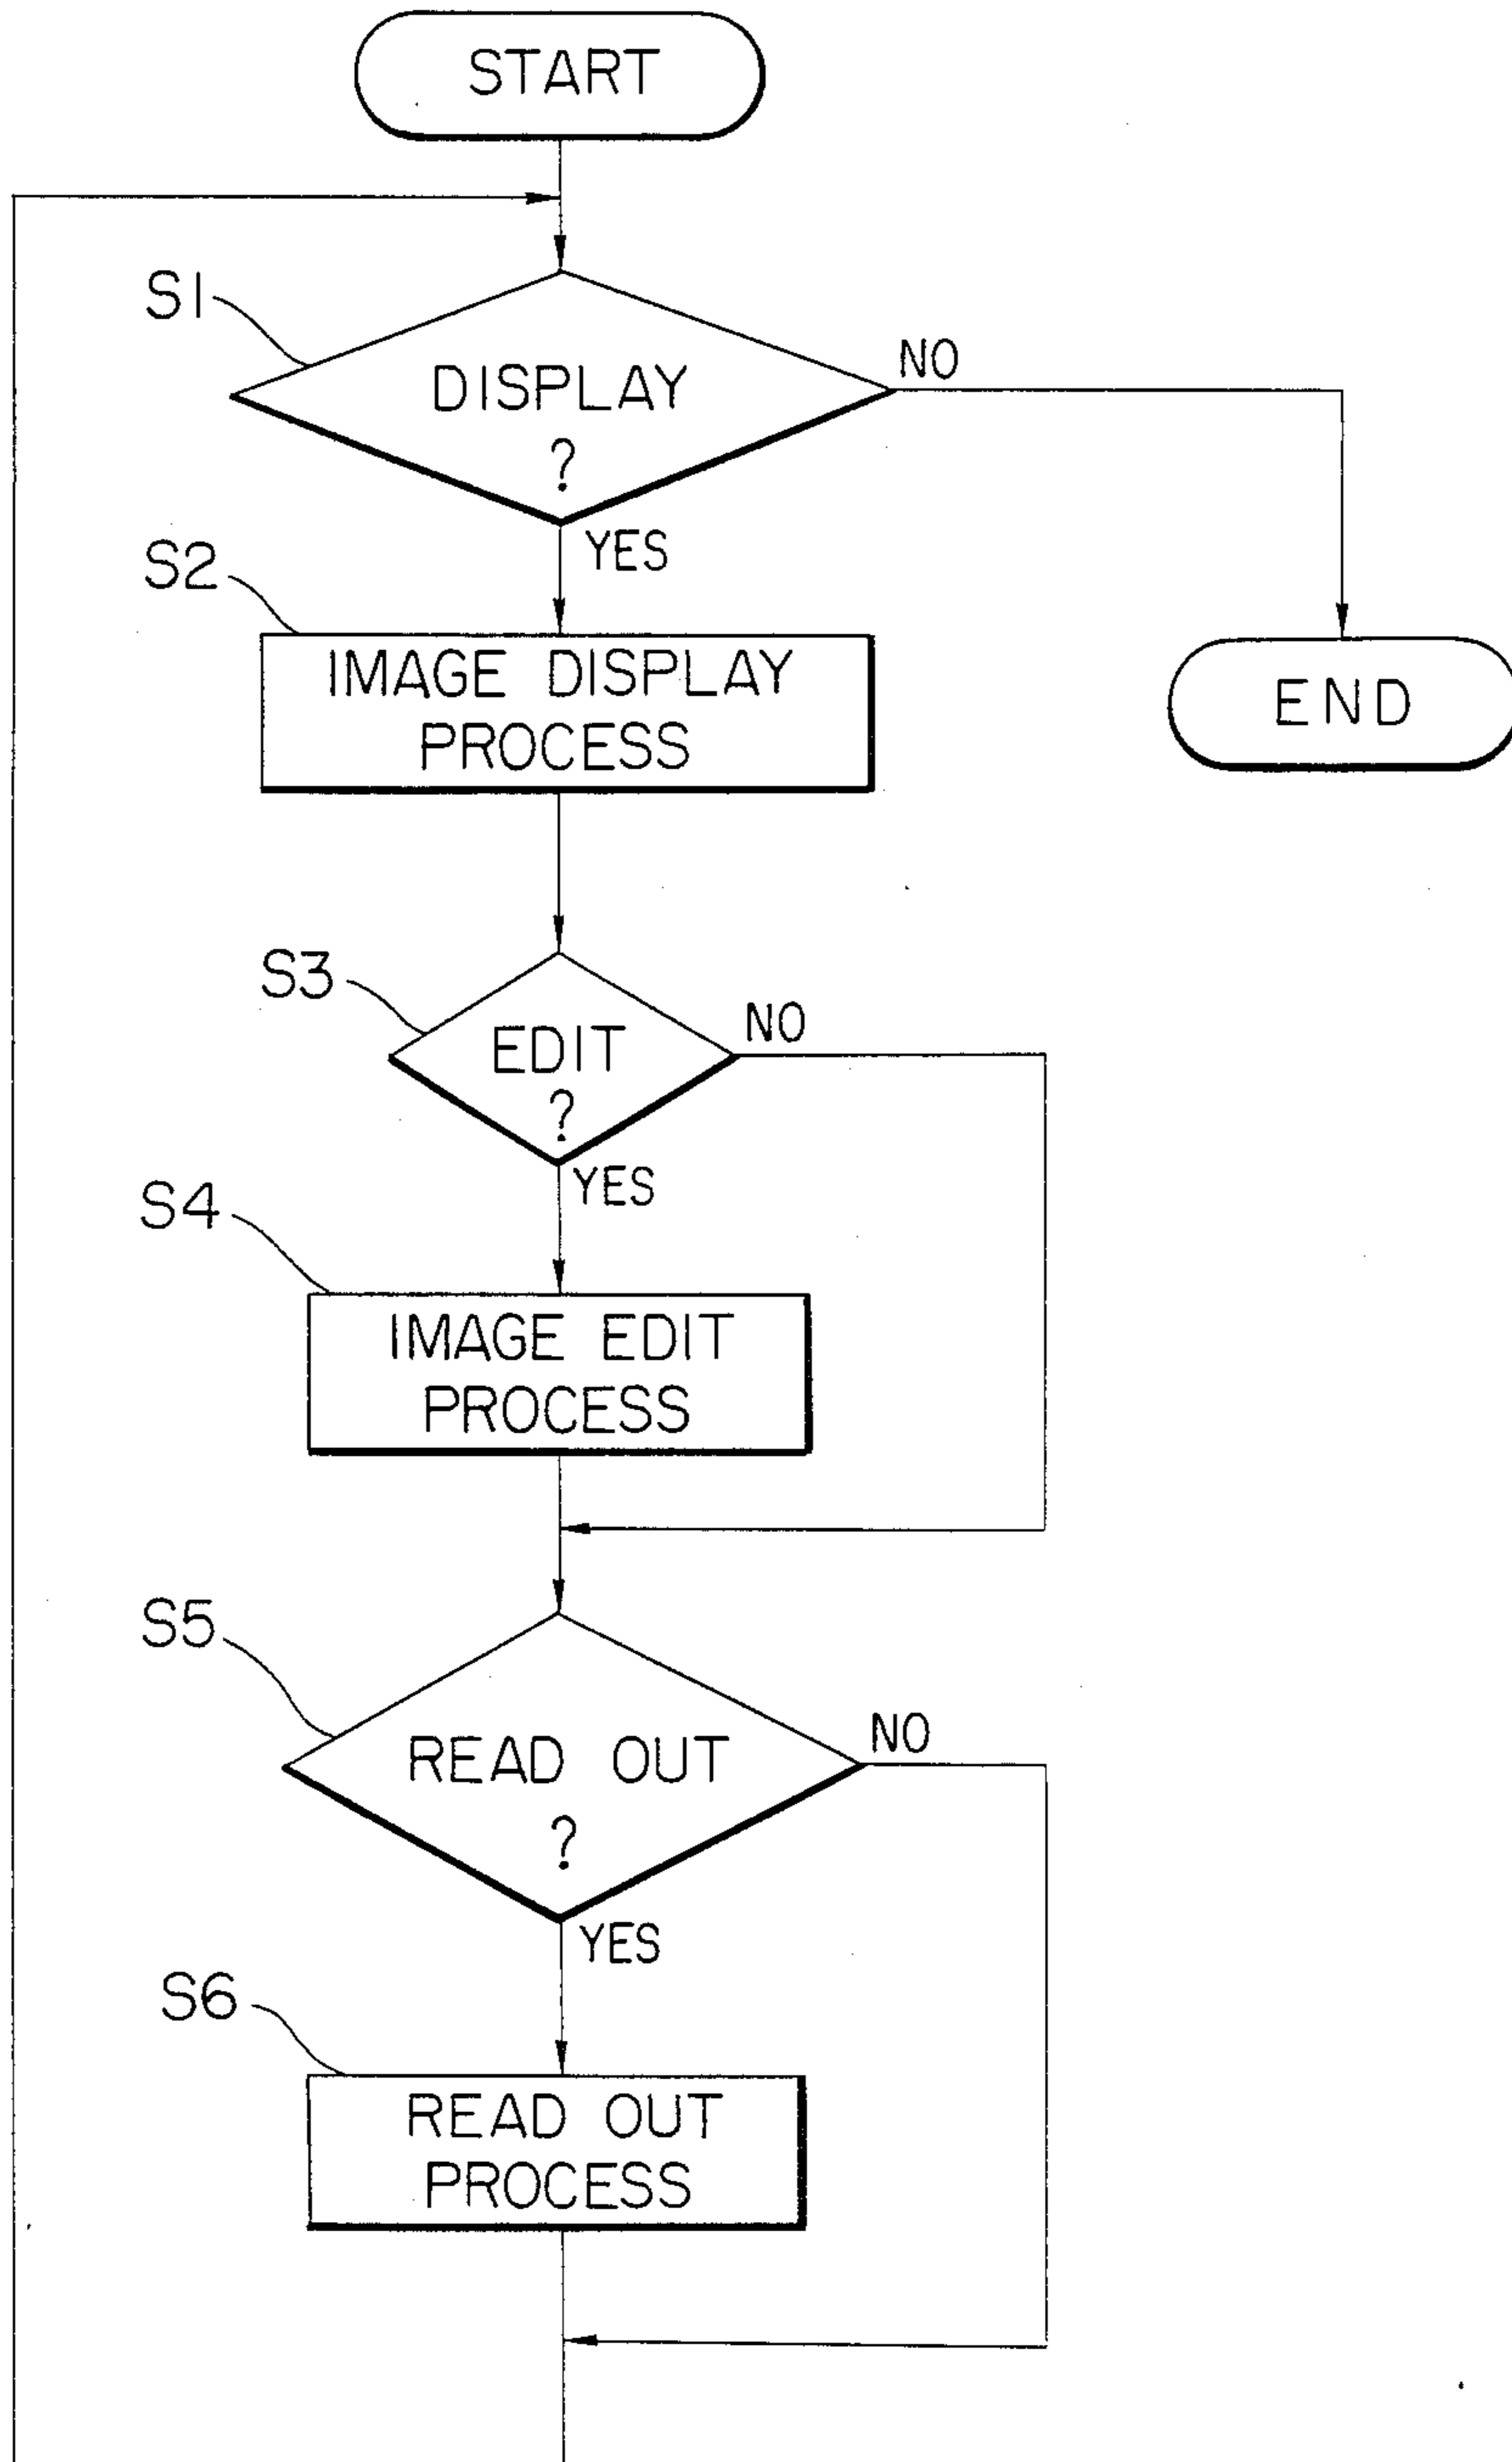 START
S1
DISPLAY
?
NO
YES
S2
IMAGE DISPLAY
PROCESS
END
S3
EDIT
?
NO
YES
S4
IMAGE EDIT
PROCESS
S5
READ OUT
?
NO
YES
S6
READ OUT
PROCESS